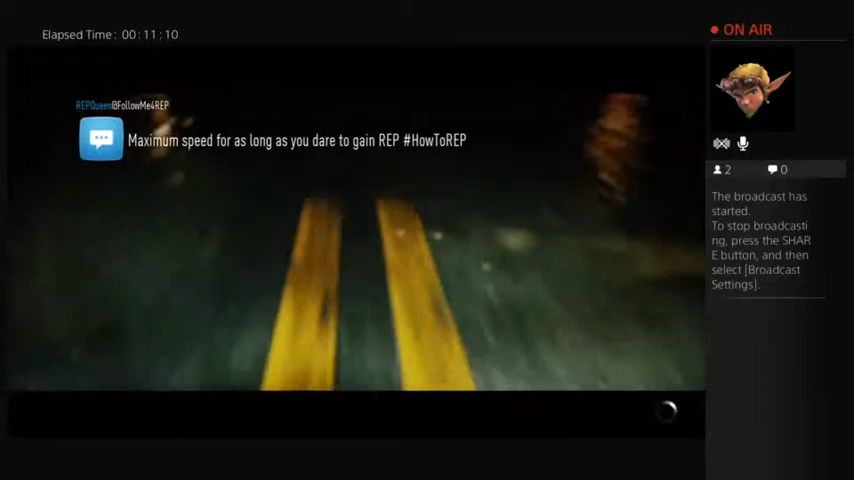 Elapsed Time: 00:11:10
ON AIR
REPQueen@FollowMe4REP
Maximum speed for as long as you dare to gain REP #HowToREP
2 0
The broadcast has
started.
To stop broadcasti
ng, press the SHAR
E button, and then
select [Broadcast
Settings].